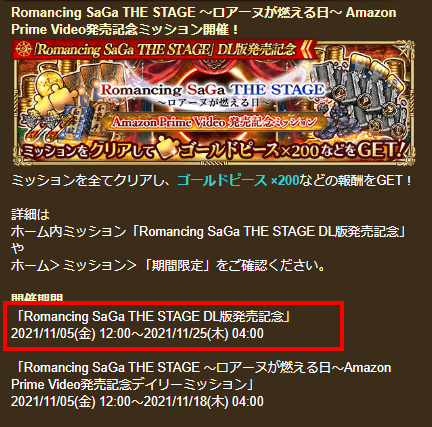 Romancing SaGa THE STAGE ～ロアーヌが燃える日～ Amazon
Prime Video発売記念ミッション開催！
「Romancing SaGa THE STAGE」DL版発売記念
Romancing SaGa THE STAGE
～ロアーヌが燃える日～
Amazon Prime Video 発売記念ミッション
ミッションをクリアしてゴールドピース×200などをGET!
ミッションを全てクリアし、ゴールドピース ×200などの報酬をGET！
詳細は
ホーム内ミッション「Romancing SaGa THE STAGE DL版発売記念」
や
ホーム＞ミッション＞「期間限定」をご確認ください。
開催期間
「Romancing SaGa THE STAGE DL版発売記念」
2021/11/05(金) 12:00～2021/11/25(木) 04:00
「Romancing SaGa THE STAGE ～ロアーヌが燃える日～Amazon
Prime Video発売記念デイリーミッション」
2021/11/05(金) 12:00～2021/11/18(木) 04:00